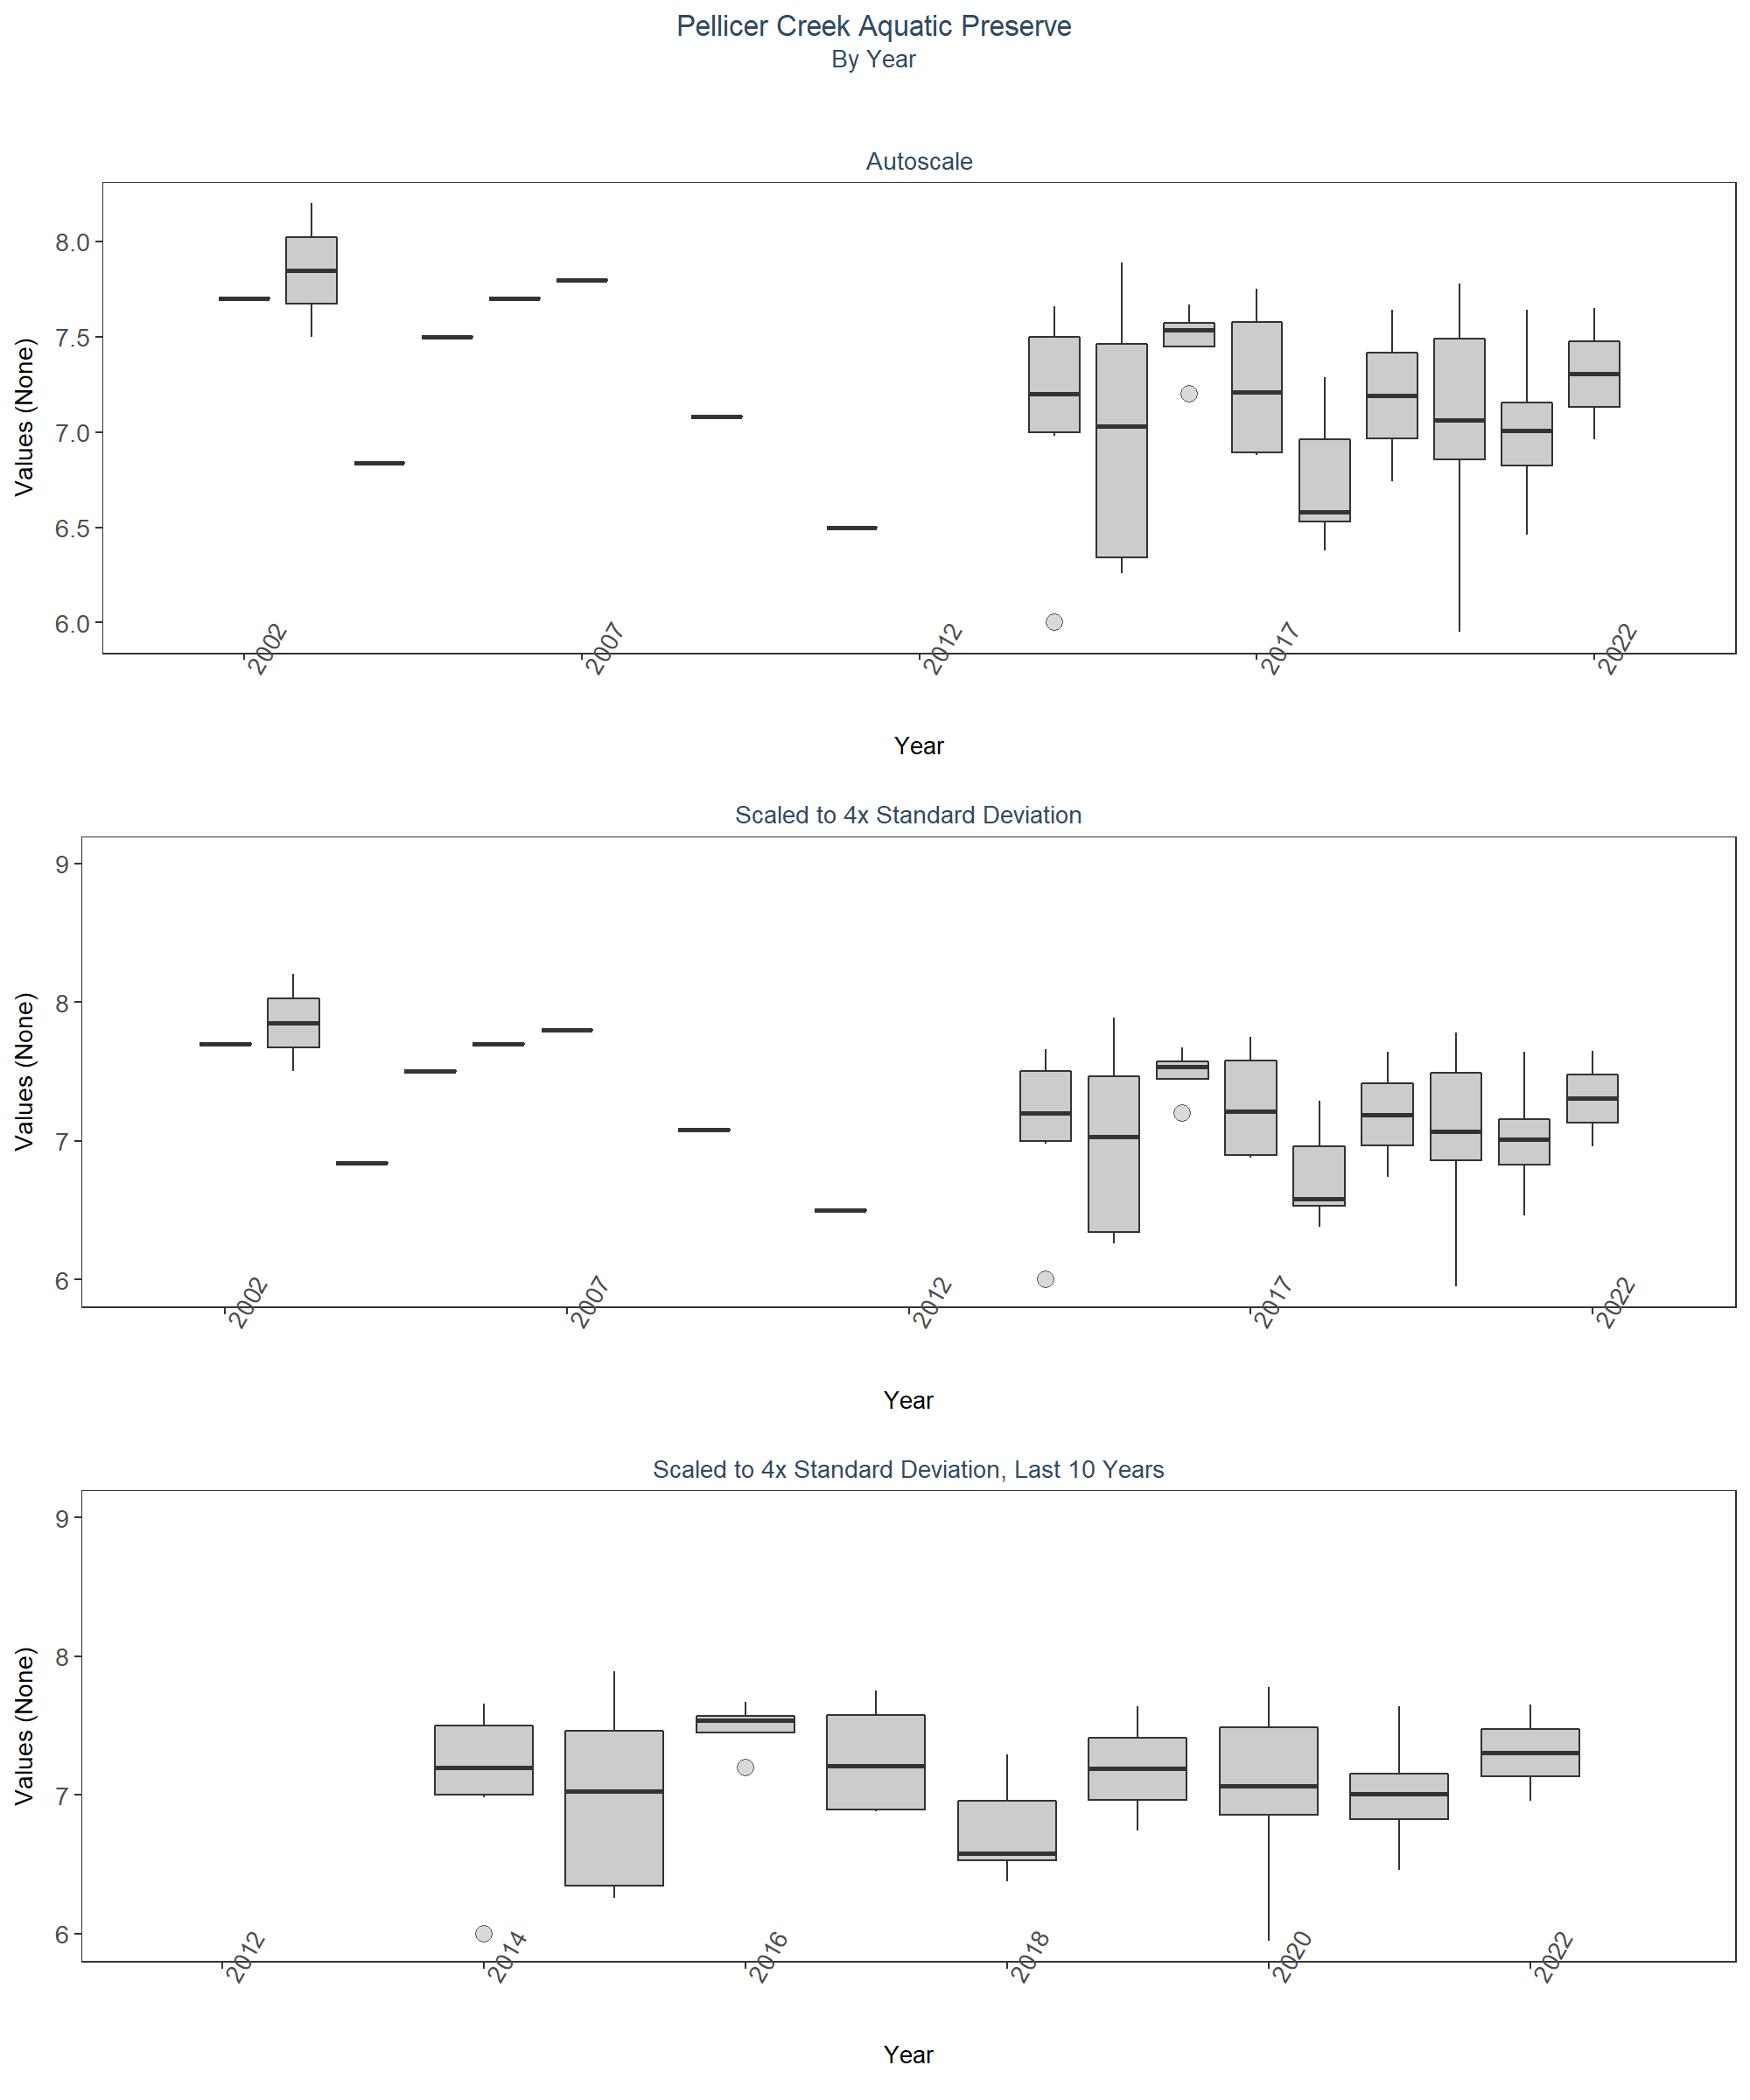 Pellicer Creek Aquatic Preserve
By Year
Autoscale
Values (None)
8.0
7.5
7.0
6.5
6.0
2002 2007 2012 2017 2022
Year
Scaled to 4x Standard Deviation
Values (None)
9
8
7
6
2002 2007 2012 2017 2022
Year
Scaled to 4x Standard Deviation, Last 10 Years
Values (None)
9
8
7
6
2012 2014 2016 2018 2020 2022
Year